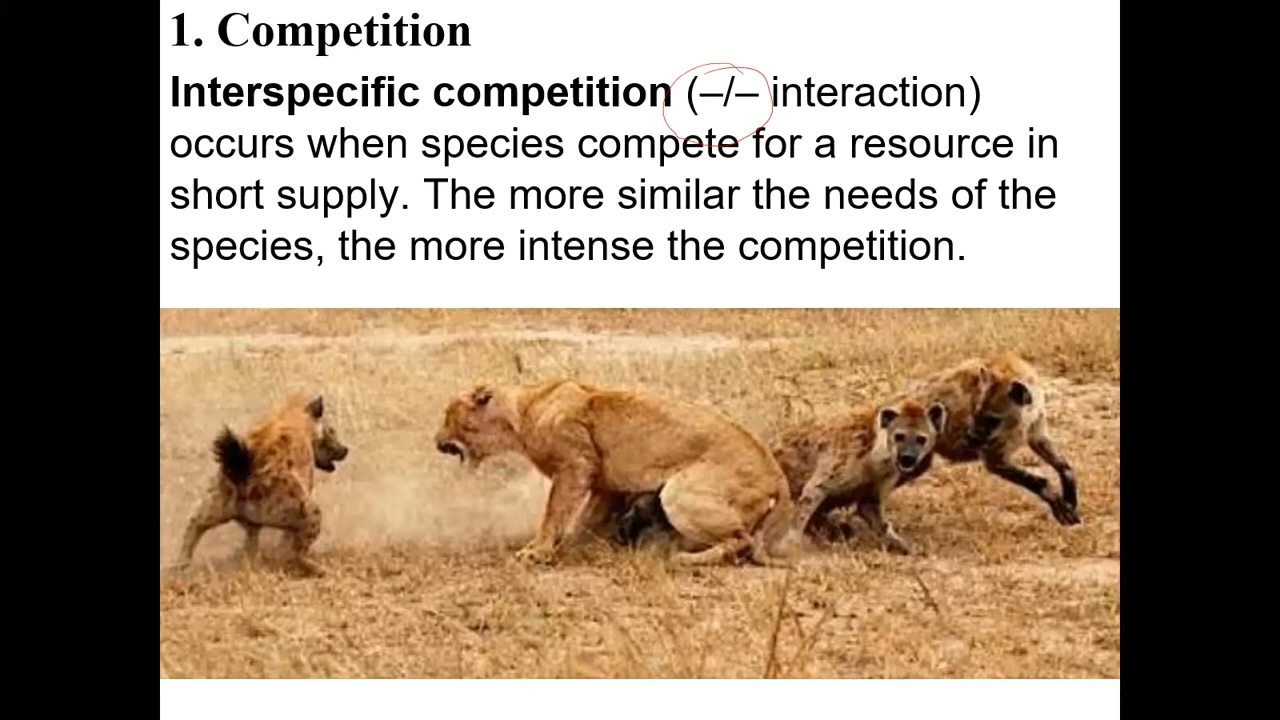 1. Competition
Interspecific competition (–/– interaction)
occurs when species compete for a resource in
short supply. The more similar the needs of the
species, the more intense the competition.